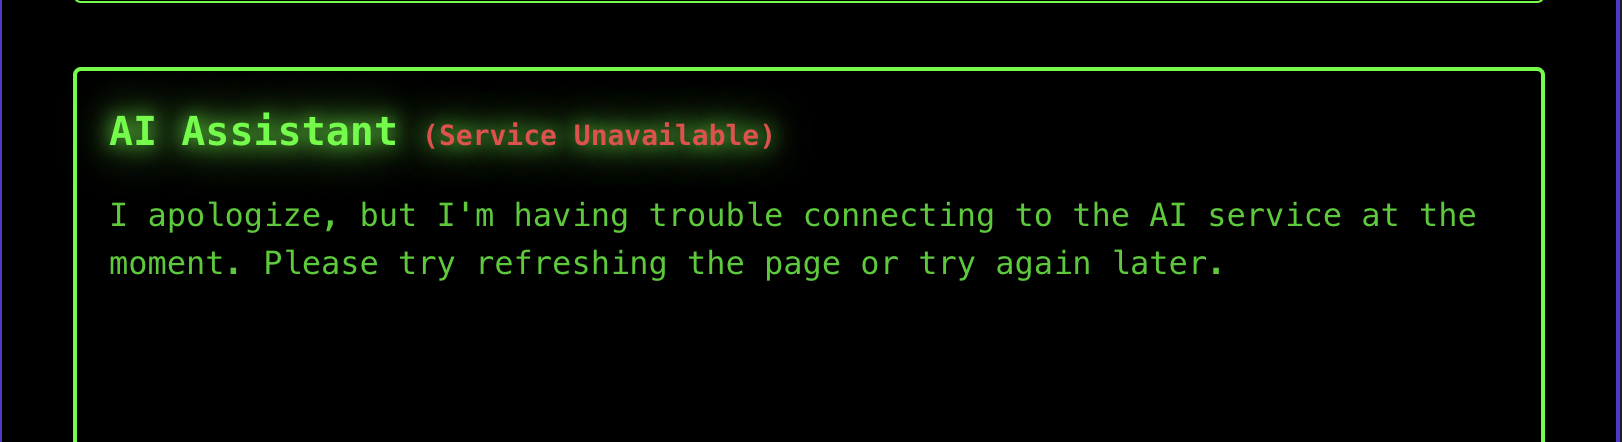 AI Assistant (Service Unavailable)
I apologize, but I'm having trouble connecting to the AI service at the
moment. Please try refreshing the page or try again later.